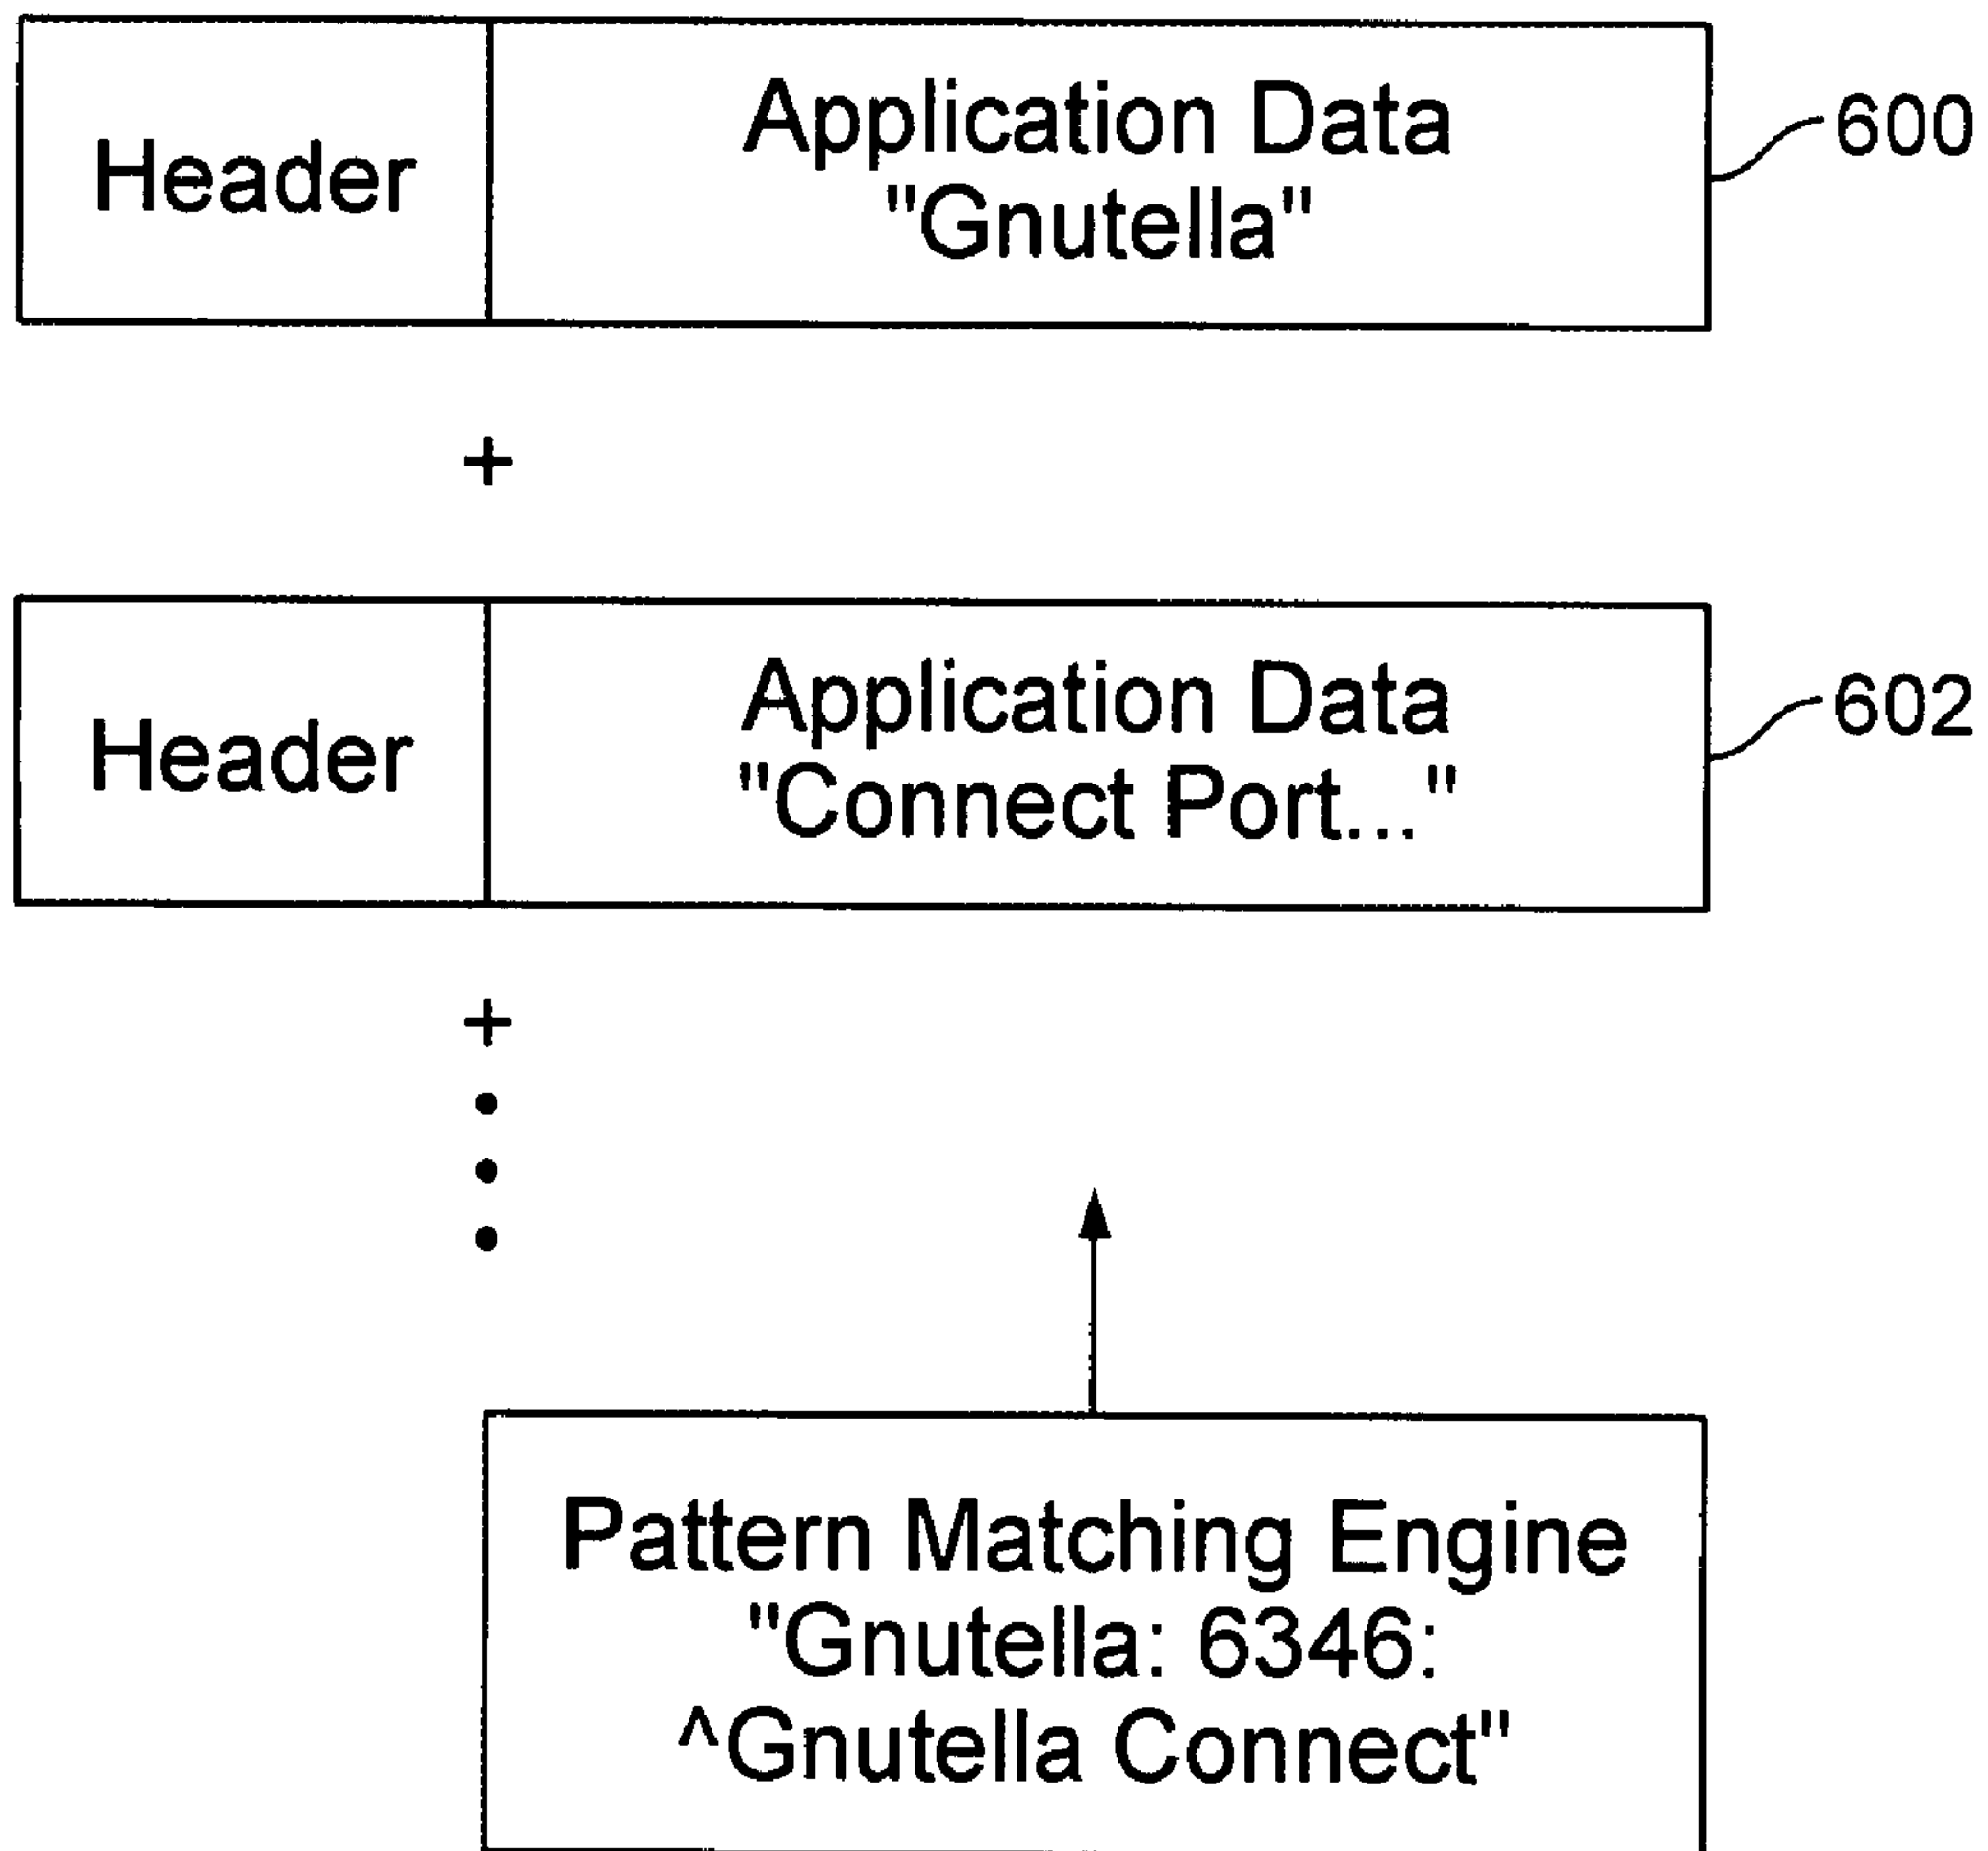 Header
Application Data
"Gnutella"
600
+
Header
Application Data
"Connect Port... "
602
+
Pattern Matching Engine
"Gnutella: 6346:
^Gnutella Connect"